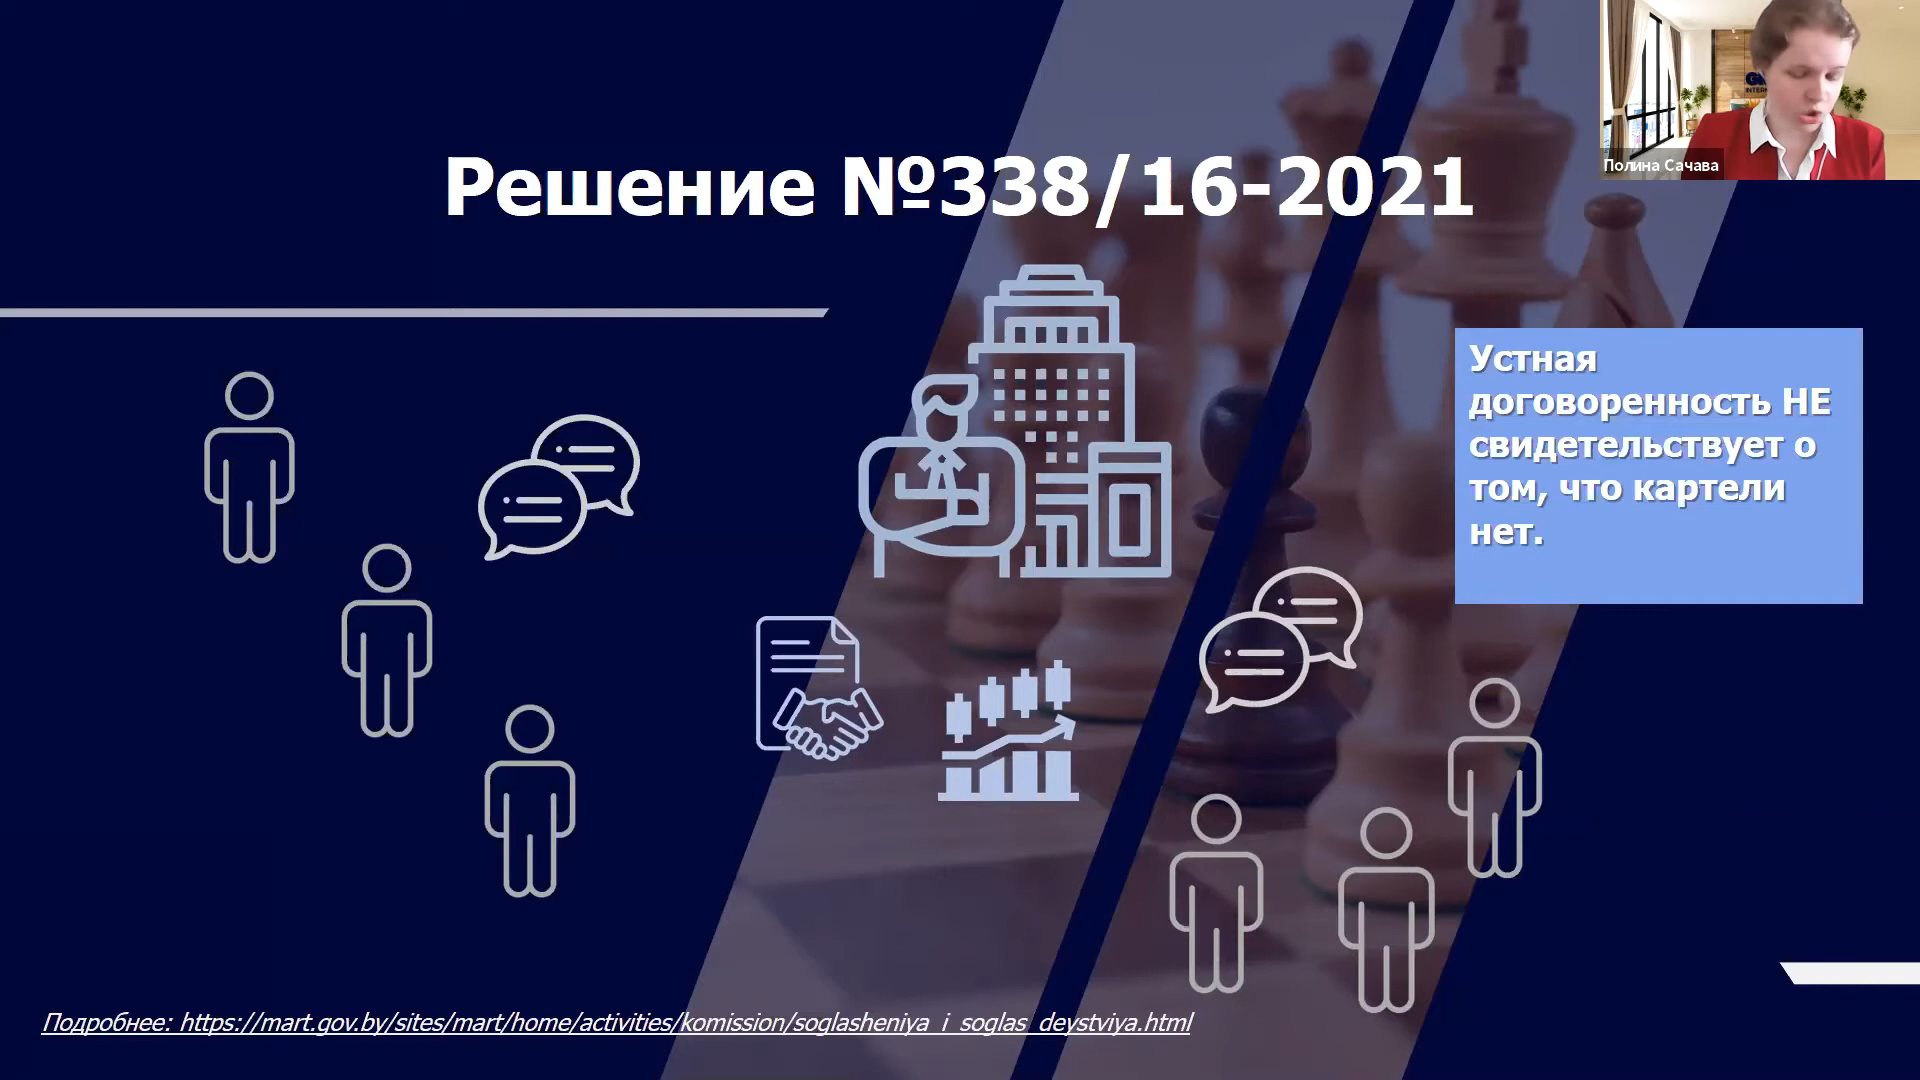 Решение №338/16-2021
Полина Сачава
Устная
договоренность НЕ
свидетельствует о
том, что картели
нет.
Подробнее: https://mart.gov.by/sites/mart/home/activities/komission/soglasheniya_i_soglas_deystviya.html